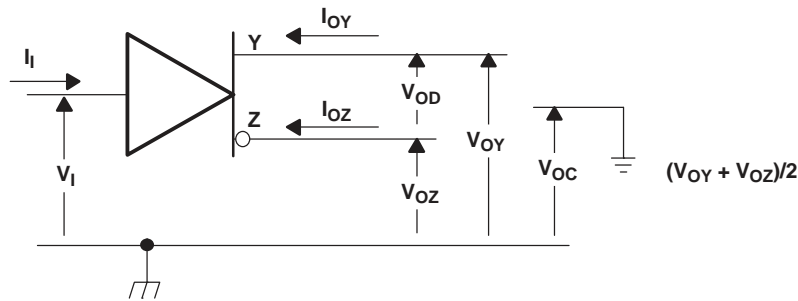 I_OY
Y
I_I
V_OD
Z
I_OZ
V_OY
V_I
V_OZ
V_OC
(V_OY + V_OZ)/2